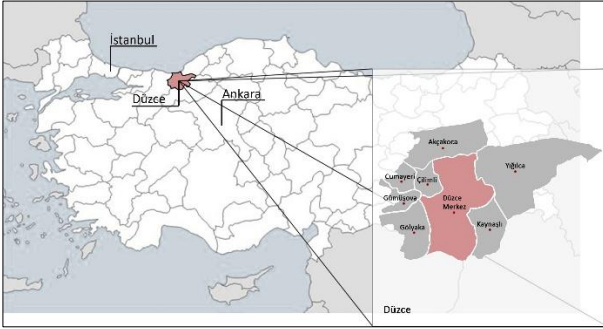 İstanbul
Düzce
Ankara
Akçakoca
Yığılca
Cumayeri
Çilimli
Gümüşova
Düzce
Merkez
Gölyaka
Kaynaşlı
Düzce